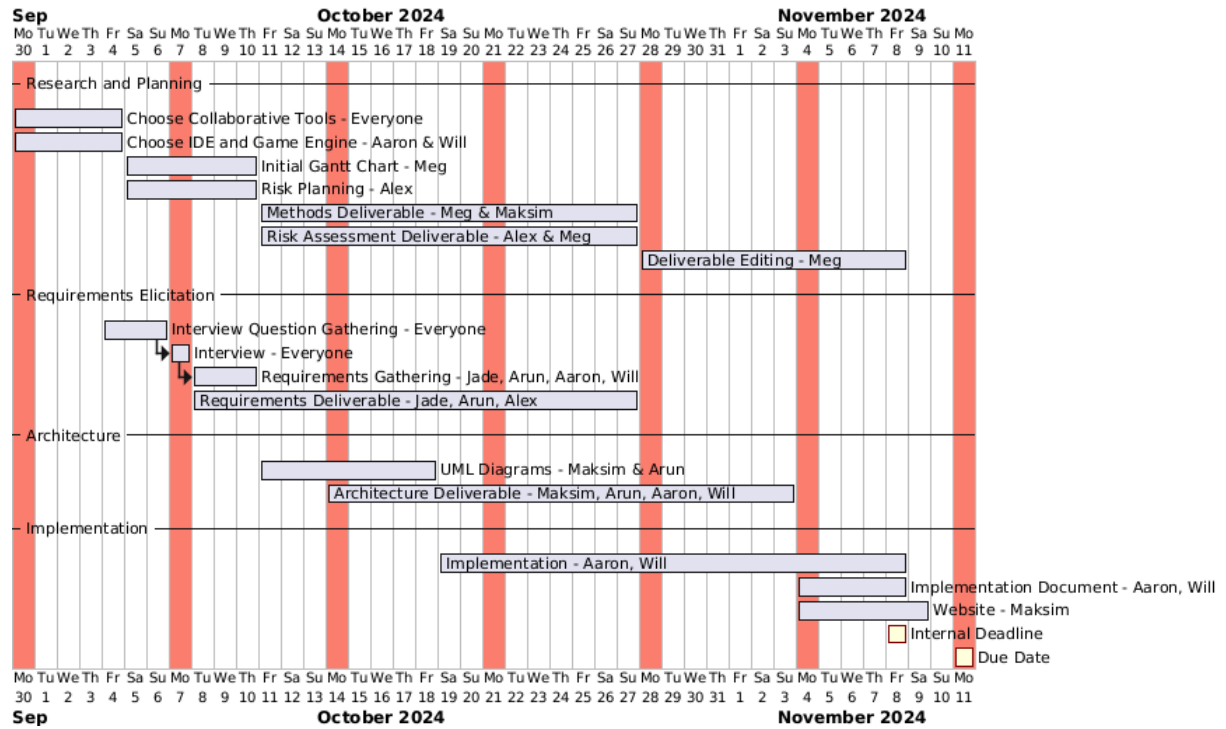 Sep October 2024 November 2024
Mo Tu We Th Fr Sa Su Mo Tu We Th Fr Sa Su Mo Tu We Th Fr Sa Su Mo Tu We Th Fr Sa Su Mo Tu We Th Fr Sa Su Mo Tu We Th Fr Sa Su Mo
30 1 2 3 4 5 6 7 8 9 10 11 12 13 14 15 16 17 18 19 20 21 22 23 24 25 26 27 28 29 30 31 1 2 3 4 5 6 7 8 9 10 11
Research and Planning
Choose Collaborative Tools - Everyone
Choose IDE and Game Engine - Aaron & Will
Initial Gantt Chart - Meg
Risk Planning - Alex
Methods Deliverable - Meg & Maksim
Risk Assessment Deliverable - Alex & Meg
Deliverable Editing - Meg
Requirements Elicitation
Interview Question Gathering - Everyone
Interview - Everyone
Requirements Gathering - Jade, Arun, Aaron, Will
Requirements Deliverable - Jade, Arun, Alex
Architecture
UML Diagrams - Maksim & Arun
Architecture Deliverable - Maksim, Arun, Aaron, Will
Implementation
Implementation - Aaron, Will
Implementation Document - Aaron, Will
Website - Maksim
Internal Deadline
Due Date
Mo Tu We Th Fr Sa Su Mo Tu We Th Fr Sa Su Mo Tu We Th Fr Sa Su Mo Tu We Th Fr Sa Su Mo Tu We Th Fr Sa Su Mo Tu We Th Fr Sa Su Mo
30 1 2 3 4 5 6 7 8 9 10 11 12 13 14 15 16 17 18 19 20 21 22 23 24 25 26 27 28 29 30 31 1 2 3 4 5 6 7 8 9 10 11
Sep October 2024 November 2024